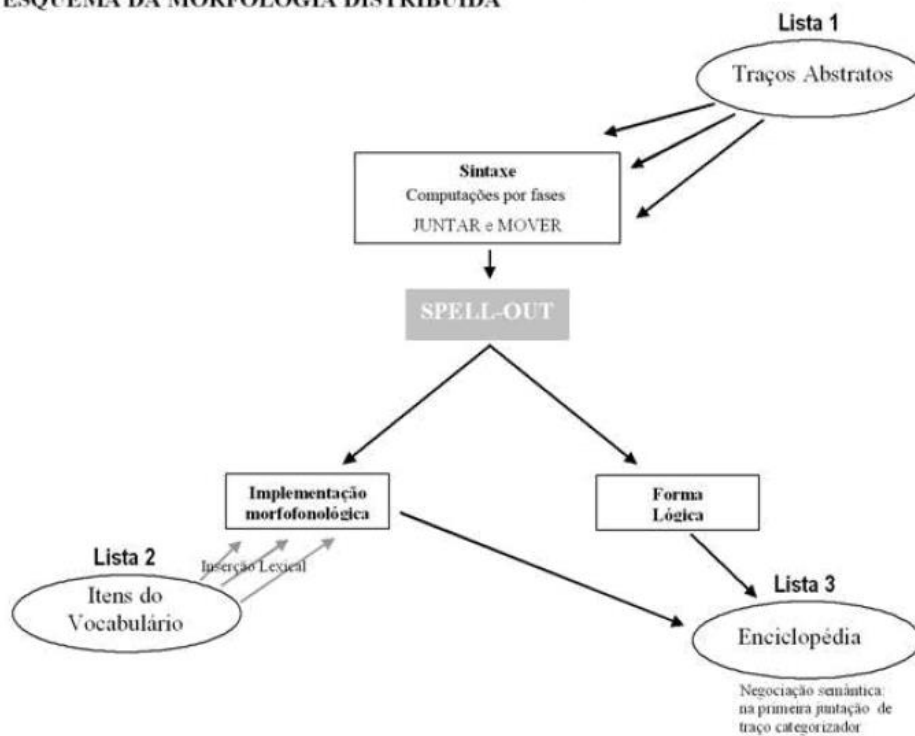 ESQUEMA DA MORFOLOGIA DISTRIBUÍDA
Lista 1
Traços Abstratos
Sintaxe
Computações por fases
JUNTAR e MOVER
SPELL-OUT
Implementação
morfofonológica
Forma
Lógica
Lista 2
Inserção Lexical
Itens do
Vocabulário
Lista 3
Enciclopédia
Negociação semântica:
na primeira juntação de
traço categorizador